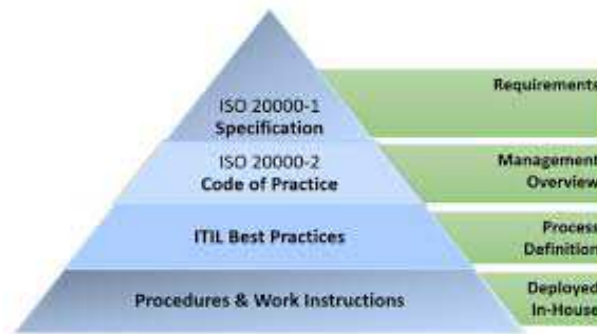 ISO 20000-1
Specification
Requirements
ISO 20000-2
Code of Practice
Management
Overview
ITIL Best Practices
Process
Definition
Procedures & Work Instructions
Deployed
In-House